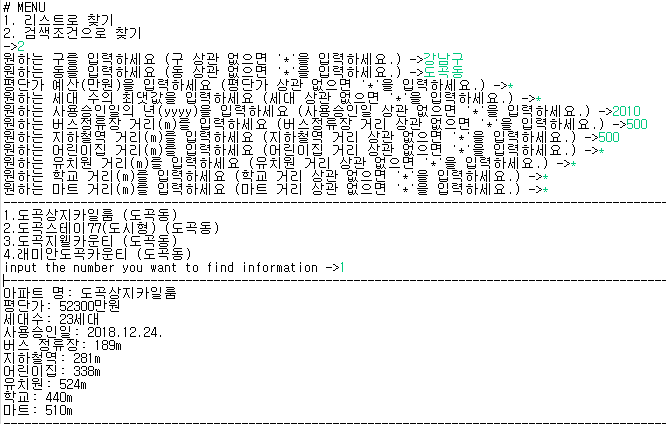 # MENU
1. 리스트로 찾기
2. 검색조건으로 찾기
->2
원하는 구를 입력하세요 (구 상관 없으면 '*'을 입력하세요.) ->강남구
원하는 동을 입력하세요 (동 상관 없으면 '*'을 입력하세요.) ->도곡동
평단가 예산(만원)을 입력하세요 (평단가 상관 없으면 '*'을 입력하세요.) ->*
원하는 세대 수의 최댓값을 입력하세요 (세대 상관 없으면 '*'을 입력하세요.) ->*
원하는 사용승인일의 년(yyyy)을 입력하세요 (사용승인일 상관 없으면 '*'을 입력하세요.) ->2010
원하는 버스정류장 거리(m)를 입력하세요 (버스정류장 거리 상관 없으면 '*'을 입력하세요.) ->500
원하는 지하철역 거리(m)를 입력하세요 (지하철역 거리 상관 없으면 '*'을 입력하세요.) ->500
원하는 어린이집 거리(m)를 입력하세요 (어린이집 거리 상관 없으면 '*'을 입력하세요.) ->*
원하는 유치원 거리(m)를 입력하세요 (유치원 거리 상관 없으면 '*'을 입력하세요.) ->*
원하는 학교 거리(m)를 입력하세요 (학교 거리 상관 없으면 '*'을 입력하세요.) ->*
원하는 마트 거리(m)를 입력하세요 (마트 거리 상관 없으면 '*'을 입력하세요.) ->*
1.도곡상지카일룸 (도곡동)
2.도곡스테이77(도시형) (도곡동)
3.도곡지웰카운티 (도곡동)
4.래미안도곡카운티 (도곡동)
input the number you want to find information ->1
아파트 명: 도곡상지카일룸
평단가: 52300만원
세대수: 23세대
사용승인일: 2018.12.24.
버스 정류장: 189m
지하철역: 281m
어린이집: 338m
유치원: 524m
학교: 440m
마트: 510m